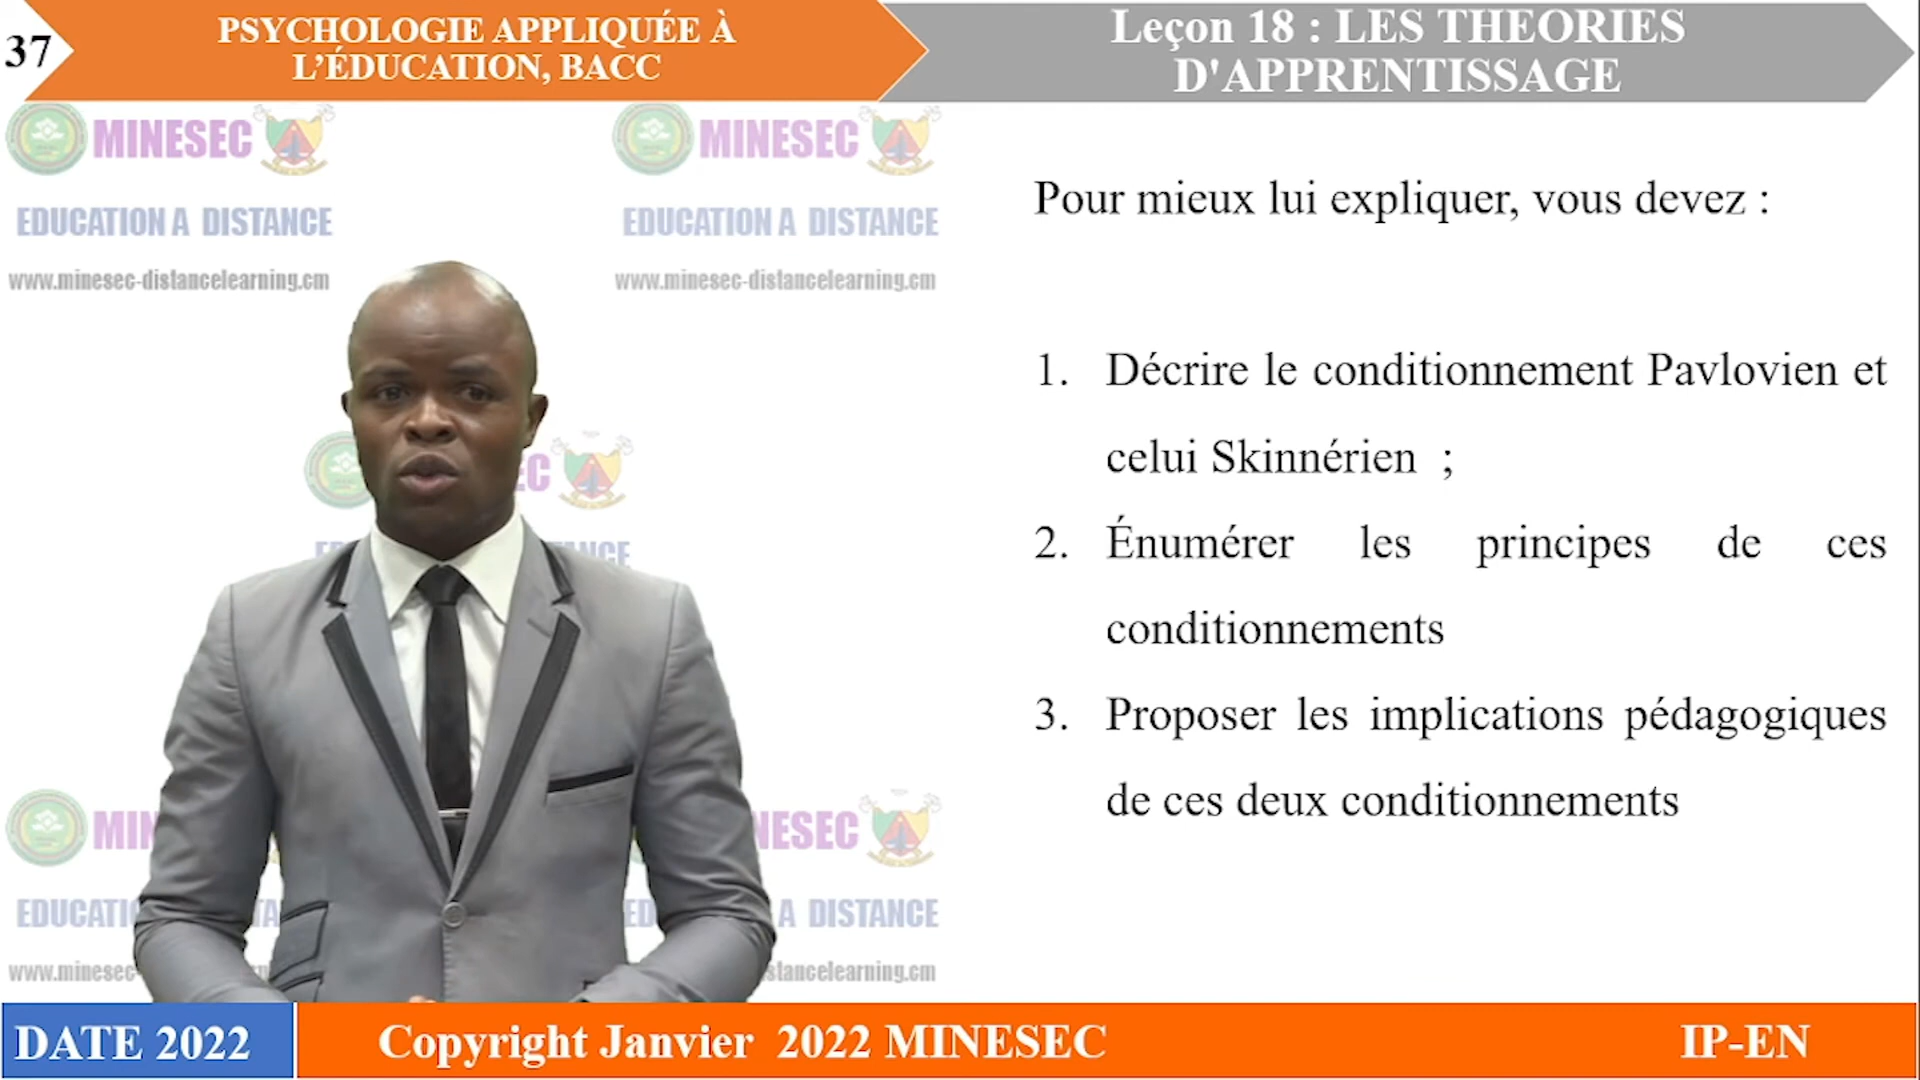 37
PSYCHOLOGIE APPLIQUÉE À
L’ÉDUCATION, BACC
Leçon 18 : LES THEORIES
D'APPRENTISSAGE
MINESEC
EDUCATION A DISTANCE
www.minesec-distancelearning.cm
MINESEC
EDUCATION A DISTANCE
www.minesec-distancelearning.cm
Pour mieux lui expliquer, vous devez :
1. Décrire le conditionnement Pavlovien et
celui Skinnérien ;
2. Énumérer les principes de ces
conditionnements
3. Proposer les implications pédagogiques
de ces deux conditionnements
DATE 2022
Copyright Janvier 2022 MINESEC
IP-EN